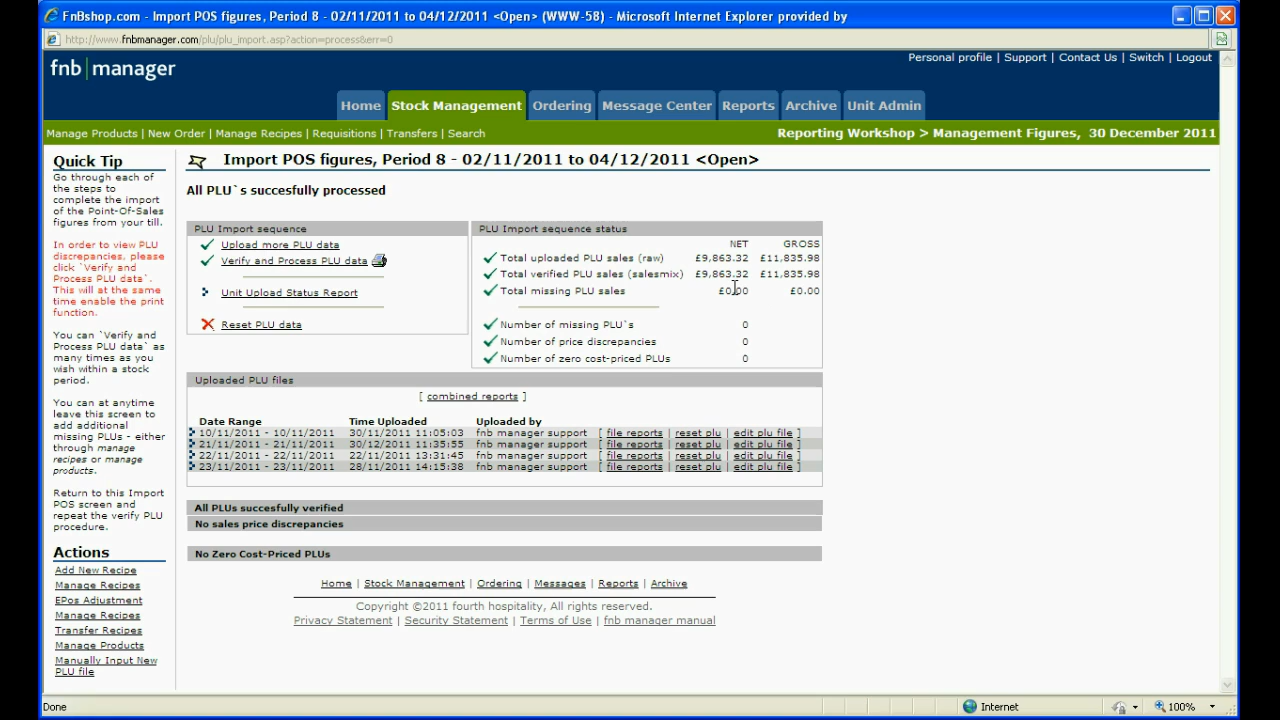 FnBshop.com - Import POS figures, Period 8 - 02/11/2011 to 04/12/2011 <Open> (WWW-58) - Microsoft Internet Explorer provided by
http://www.fnbmanager.com/plu/plu_import.asp?action=process&err=0
fnb|manager
Personal profile | Support | Contact Us | Switch | Logout
Home Stock Management Ordering Message Center Reports Archive Unit Admin
Manage Products | New Order | Manage Recipes | Requisitions | Transfers | Search
Reporting Workshop > Management Figures, 30 December 2011
Quick Tip
Go through each of
the steps to
complete the import
of the Point-Of-Sales
figures from your till.
In order to view PLU
discrepancies, please
click `Verify and
Process PLU data`.
This will at the same
time enable the print
function.
You can `Verify and
Process PLU data` as
many times as you
wish within a stock
period.
You can at anytime
leave this screen to
add additional
missing PLUs - either
through manage
recipes or manage
products.
Return to this Import
POS screen and
repeat the verify PLU
procedure.
Actions
Add New Recipe
Manage Recipes
EPos Adjustment
Manage Recipes
Transfer Recipes
Manage Products
Manually Input New
PLU file
Import POS figures, Period 8 - 02/11/2011 to 04/12/2011 <Open>
All PLU`s succesfully processed
PLU Import sequence
Upload more PLU data
Verify and Process PLU data
Unit Upload Status Report
Reset PLU data
PLU Import sequence status
NET GROSS
Total uploaded PLU sales (raw) £9,863.32 £11,835.98
Total verified PLU sales (salesmix) £9,863.32 £11,835.98
Total missing PLU sales £0.00 £0.00
Number of missing PLU`s 0
Number of price discrepancies 0
Number of zero cost-priced PLUs 0
Uploaded PLU files
[ combined reports ]
Date Range Time Uploaded Uploaded by
10/11/2011 - 10/11/2011 30/11/2011 11:05:03 fnb manager support [ file reports | reset plu | edit plu file ]
21/11/2011 - 21/11/2011 30/12/2011 11:35:55 fnb manager support [ file reports | reset plu | edit plu file ]
22/11/2011 - 22/11/2011 22/11/2011 13:31:45 fnb manager support [ file reports | reset plu | edit plu file ]
23/11/2011 - 23/11/2011 28/11/2011 14:15:38 fnb manager support [ file reports | reset plu | edit plu file ]
All PLUs succesfully verified
No sales price discrepancies
No Zero Cost-Priced PLUs
Home | Stock Management | Ordering | Messages | Reports | Archive
Copyright ©2011 fourth hospitality, All rights reserved.
Privacy Statement | Security Statement | Terms of Use | fnb manager manual
Done
Internet
100%